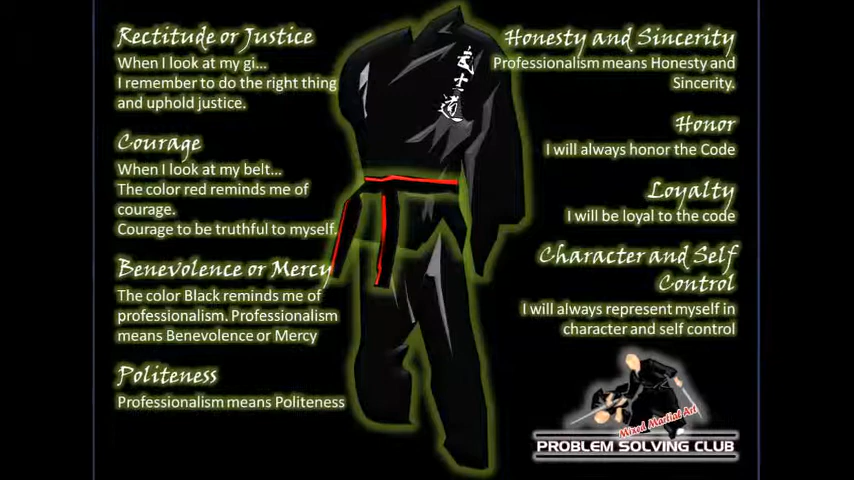 Rectitude or Justice
When I look at my gi...
I remember to do the right thing
and uphold justice.
Courage
When I look at my belt...
The color red reminds me of
courage.
Courage to be truthful to myself.
Benevolence or Mercy
The color Black reminds me of
professionalism. Professionalism
means Benevolence or Mercy
Politeness
Professionalism means Politeness
武士道
Honesty and Sincerity
Professionalism means Honesty and
Sincerity.
Honor
I will always honor the Code
Loyalty
I will be loyal to the code
Character and Self
Control
I will always represent myself in
character and self control
Mixed Martial Art
PROBLEM SOLVING CLUB